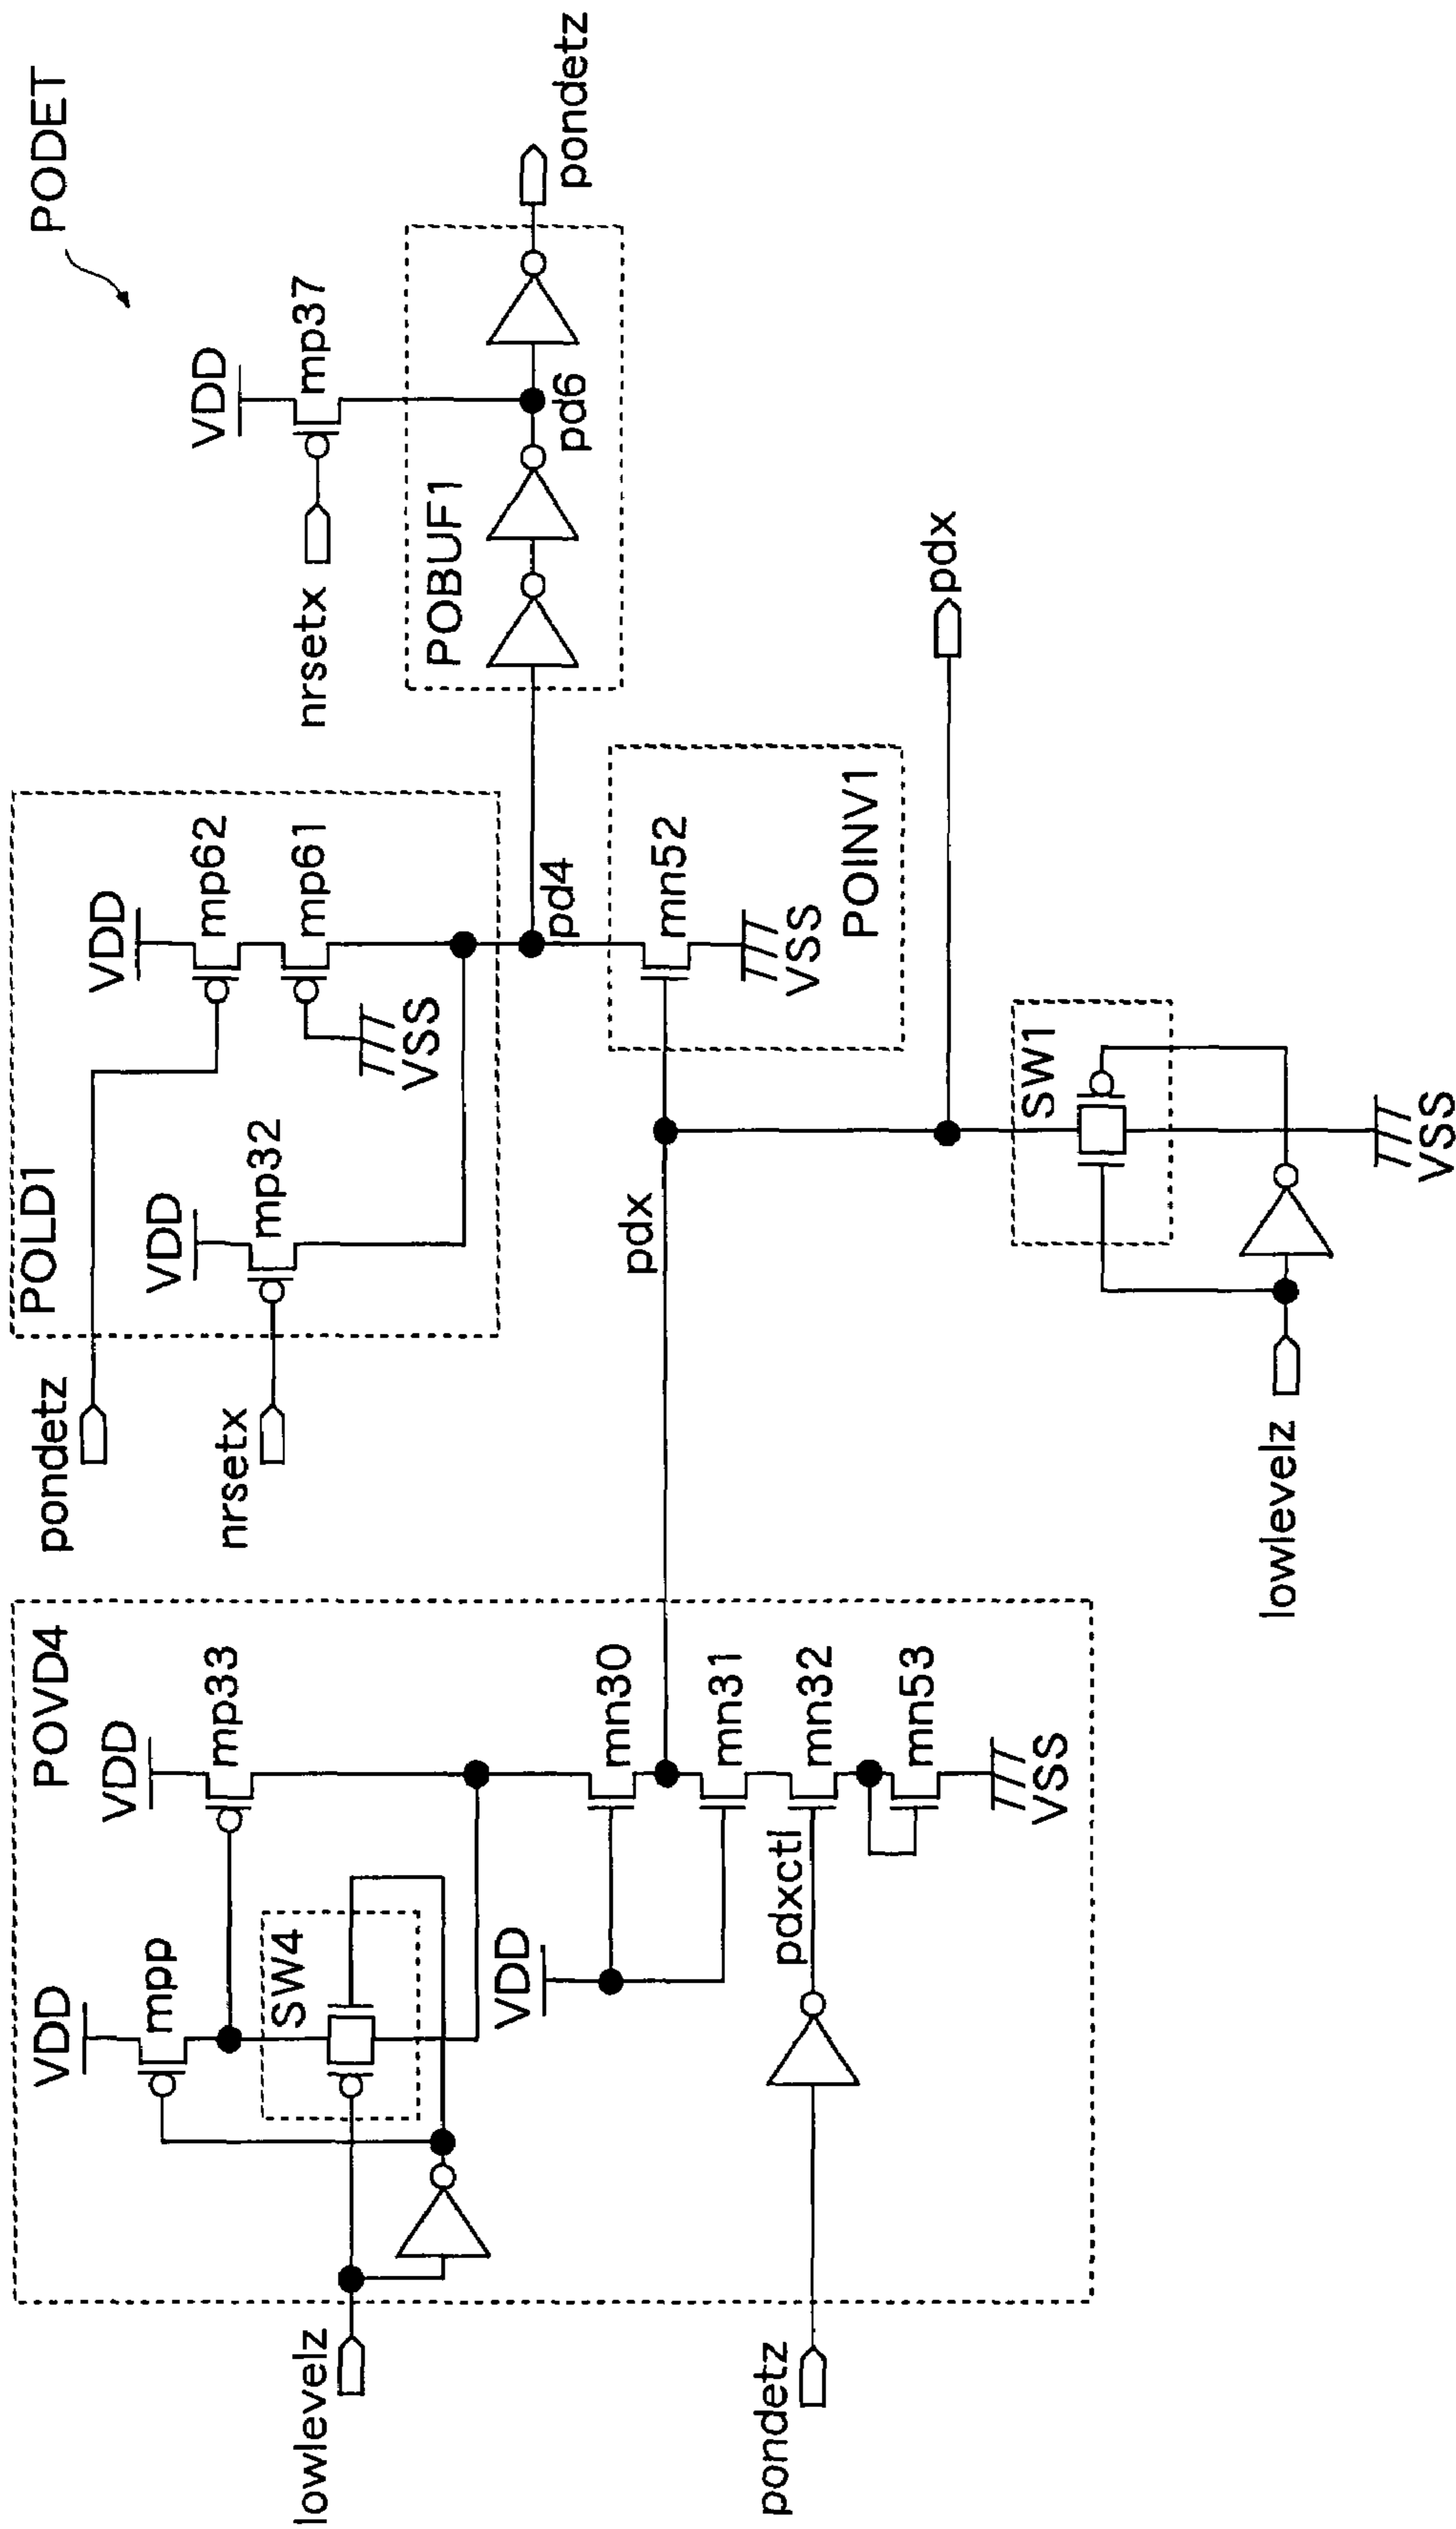 PODET
POVD4
VDD
mpp
SW4
VDD
mp33
lowlevelz
VDD
mn30
mn31
pdxctl
mn32
mn53
VSS
pondetz
pondetz
nrsetx
POLD1
VDD
mp32
VDD
mp62
mp61
VSS
pd4
pdx
mn52
VSS
POINV1
nrsetx
VDD
mp37
POBUF1
pd6
pondetz
pdx
SW1
lowlevelz
VSS